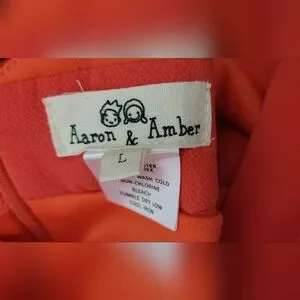 Aaron & Amber
L
WASH COLD
NON-CHLORINE
BLEACH
TUMBLE DRY LOW
COOL IRON